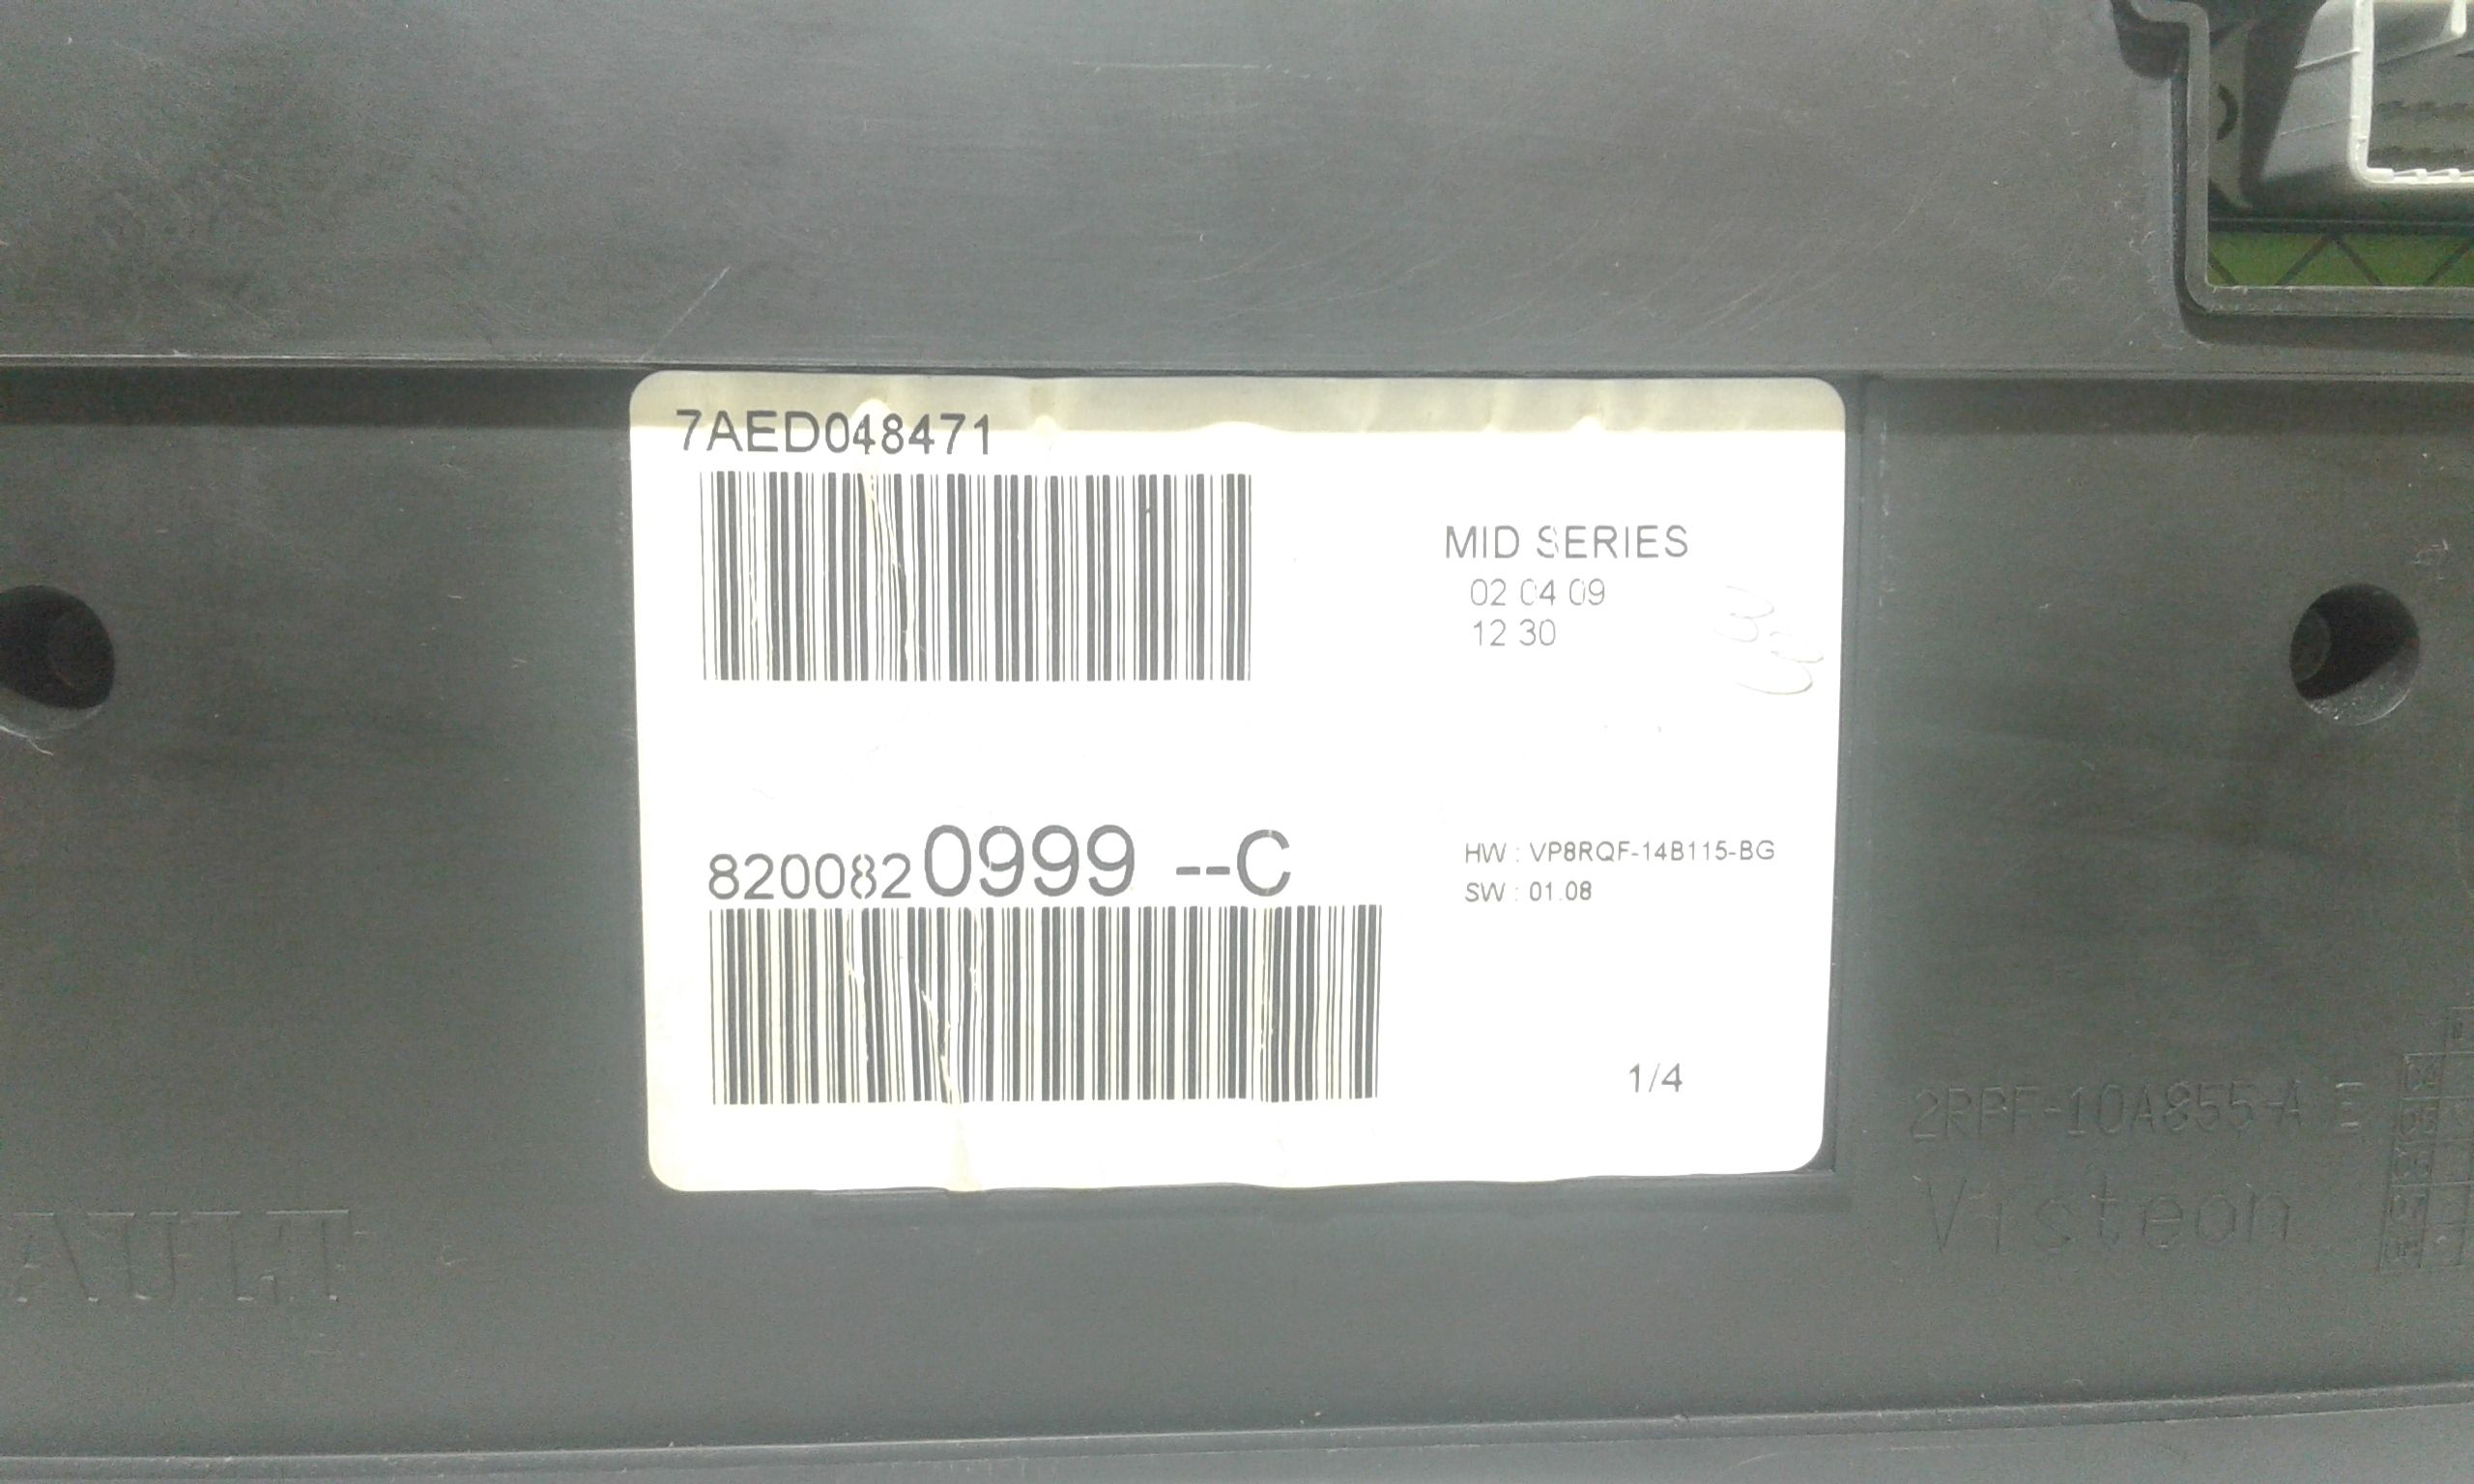 7AED048471
MID SERIES
02 04 09
12 30
8200820999 --C
HW : VP8RQF-14B115-BG
SW : 01.08
1/4
2RPF-10A855-A E
Visteon
AULT